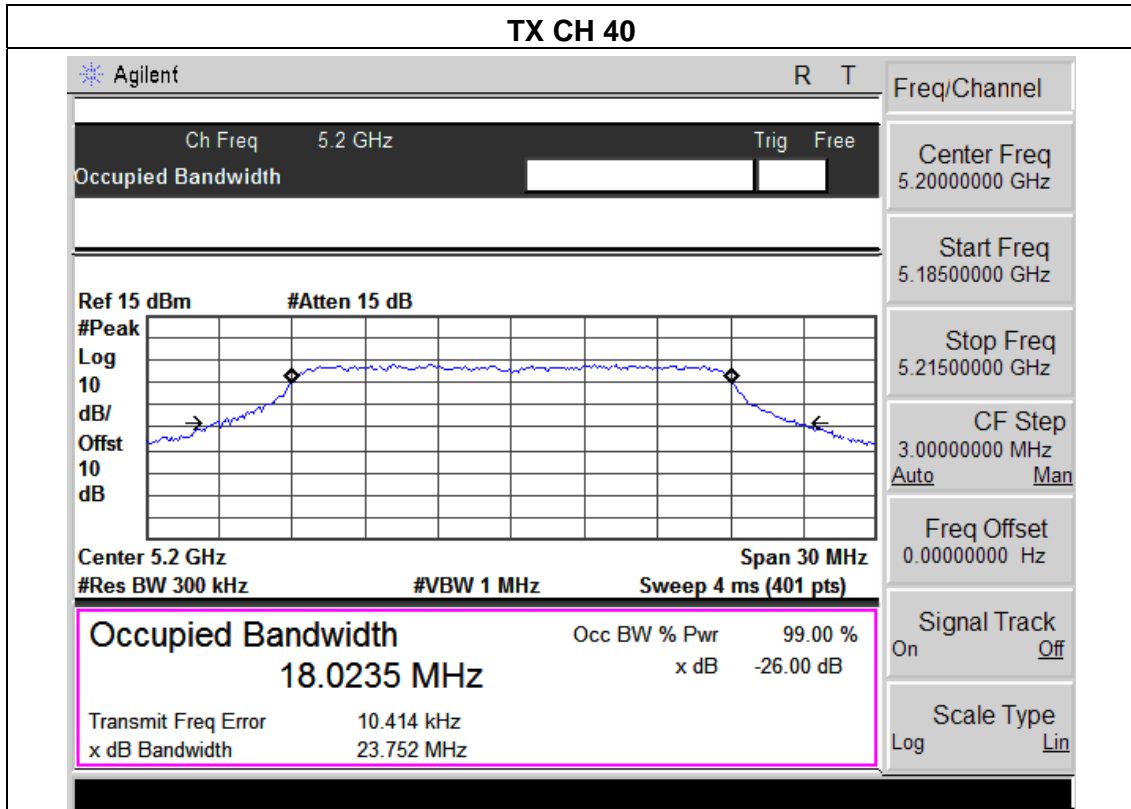 TX CH 40
Agilent R T
Ch Freq 5.2 GHz Trig Free
Occupied Bandwidth
Ref 15 dBm #Atten 15 dB
#Peak
Log
10
dB/
Offst
10
dB
Center 5.2 GHz Span 30 MHz
#Res BW 300 kHz #VBW 1 MHz Sweep 4 ms (401 pts)
Occupied Bandwidth
18.0235 MHz
Occ BW % Pwr 99.00 %
x dB -26.00 dB
Transmit Freq Error 10.414 kHz
x dB Bandwidth 23.752 MHz
Freq/Channel
Center Freq
5.20000000 GHz
Start Freq
5.18500000 GHz
Stop Freq
5.21500000 GHz
CF Step
3.00000000 MHz
Auto Man
Freq Offset
0.00000000 Hz
Signal Track
On Off
Scale Type
Log Lin